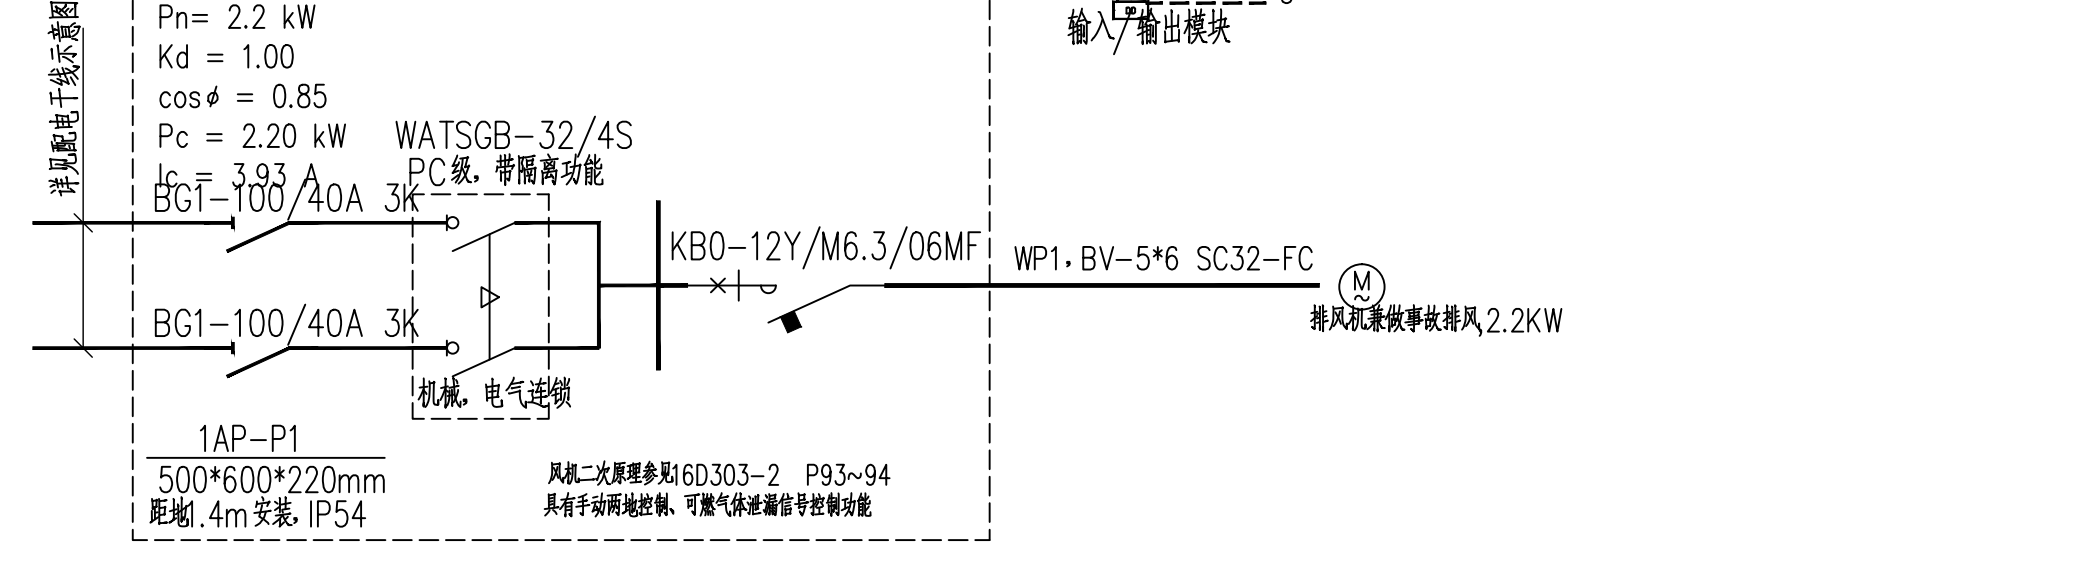 详见配电干线示意图
Pn= 2.2 kW
Kd = 1.00
cosϕ = 0.85
Pc = 2.20 kW
Ic = 3.93 A
WATSGB-32/4S
PC级，带隔离功能
BG1-100/40A 3K
BG1-100/40A 3K
机械，电气连锁
KB0-12Y/M6.3/06MF
WP1，BV-5*6 SC32-FC
M
~
排风机兼做事故排风，2.2KW
输入/输出模块
1AP-P1
500*600*220mm
距地1.4m安装，IP54
风机二次原理参见16D303-2 P93~94
具有手动两地控制、可燃气体泄漏信号控制功能